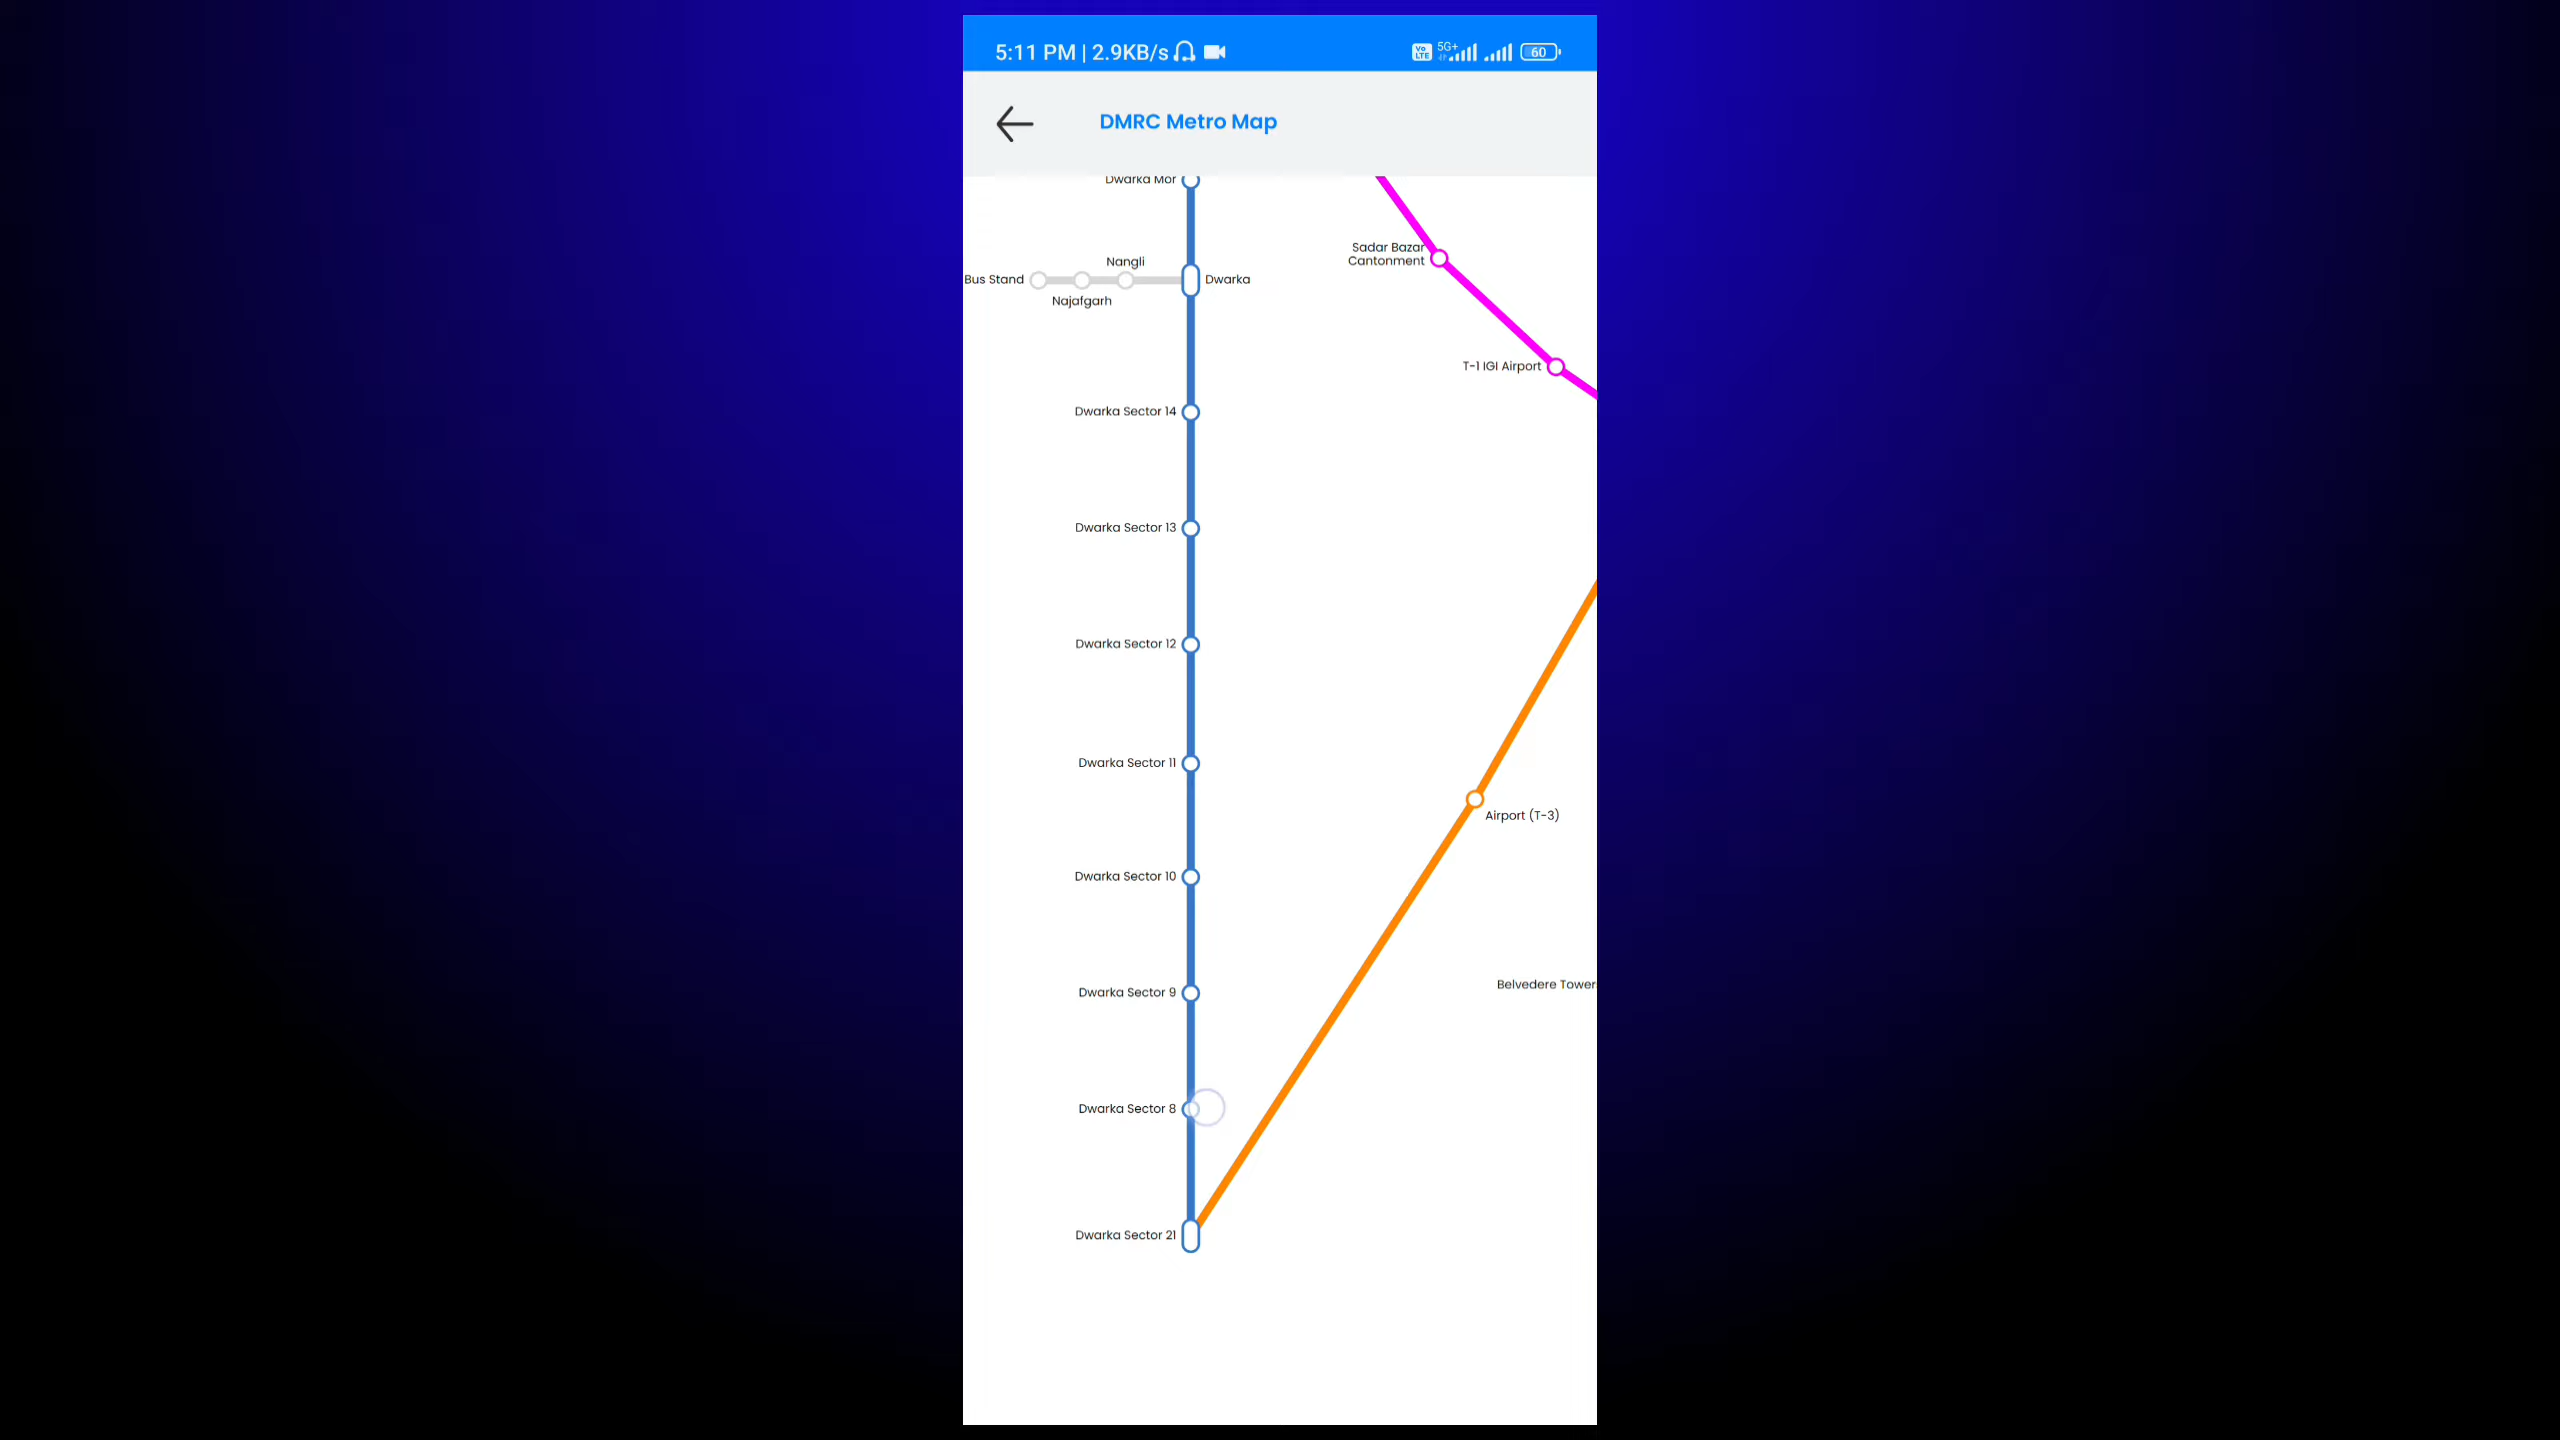 5:11 PM | 2.9KB/s
Vo LTE 5G+ 60
DMRC Metro Map
Dwarka Mor
Sadar Bazar
Cantonment
Nangli
Bus Stand
Dwarka
Najafgarh
T-1 IGI Airport
Dwarka Sector 14
Dwarka Sector 13
Dwarka Sector 12
Dwarka Sector 11
Airport (T-3)
Dwarka Sector 10
Belvedere Tower
Dwarka Sector 9
Dwarka Sector 8
Dwarka Sector 21